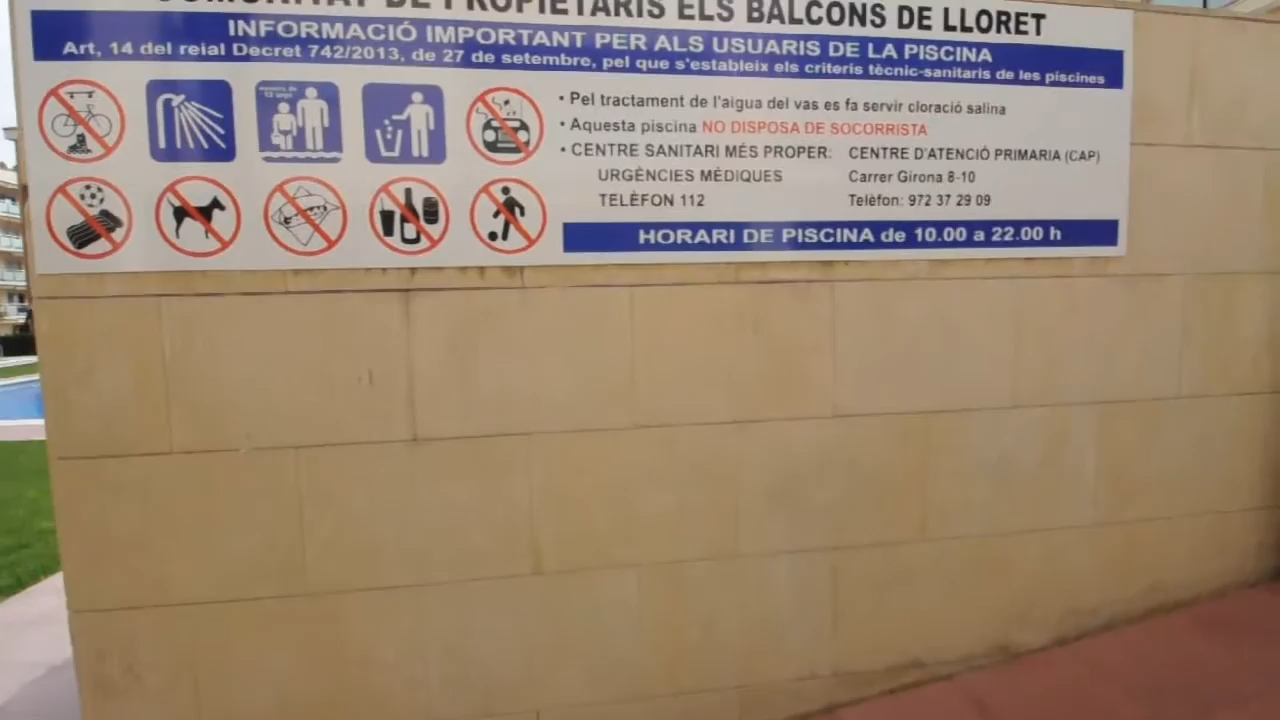 COMUNITAT DE PROPIETARIS ELS BALCONS DE LLORET
INFORMACIÓ IMPORTANT PER ALS USUARIS DE LA PISCINA
Art, 14 del reial Decret 742/2013, de 27 de setembre, pel que s'estableix els criteris tècnic-sanitaris de les piscines
• Pel tractament de l'aigua del vas es fa servir cloració salina
• Aquesta piscina NO DISPOSA DE SOCORRISTA
• CENTRE SANITARI MÉS PROPER: CENTRE D'ATENCIÓ PRIMARIA (CAP)
URGÈNCIES MÈDIQUES Carrer Girona 8-10
TELÈFON 112 Telèfon: 972 37 29 09
HORARI DE PISCINA de 10.00 a 22.00 h